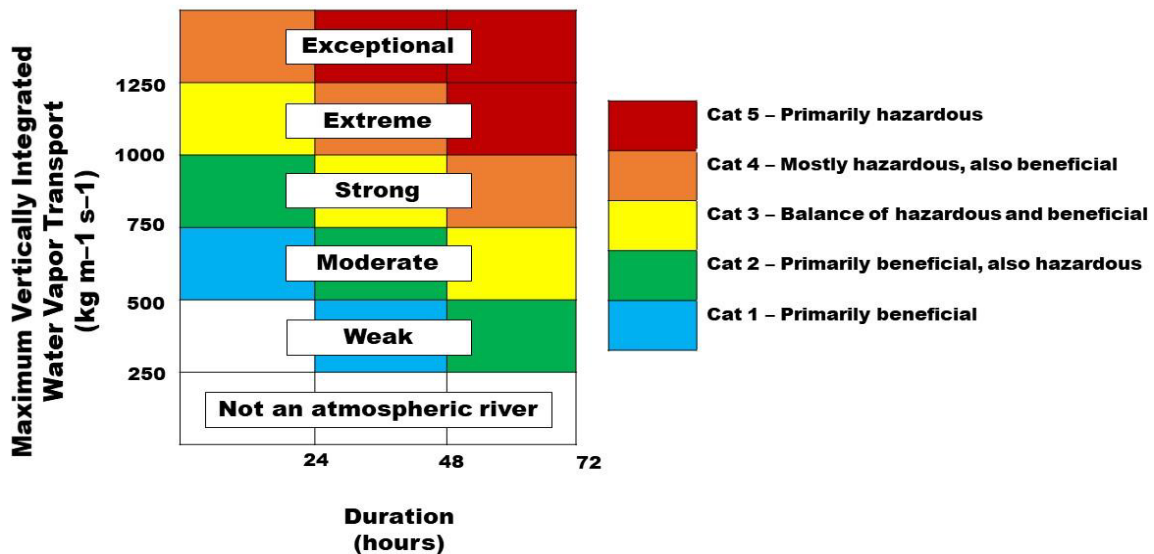 Maximum Vertically Integrated
Water Vapor Transport
(kg m–1 s–1)
1250
1000
750
500
250
Exceptional
Extreme
Strong
Moderate
Weak
Not an atmospheric river
24
48
72
Duration
(hours)
Cat 5 – Primarily hazardous
Cat 4 – Mostly hazardous, also beneficial
Cat 3 – Balance of hazardous and beneficial
Cat 2 – Primarily beneficial, also hazardous
Cat 1 – Primarily beneficial